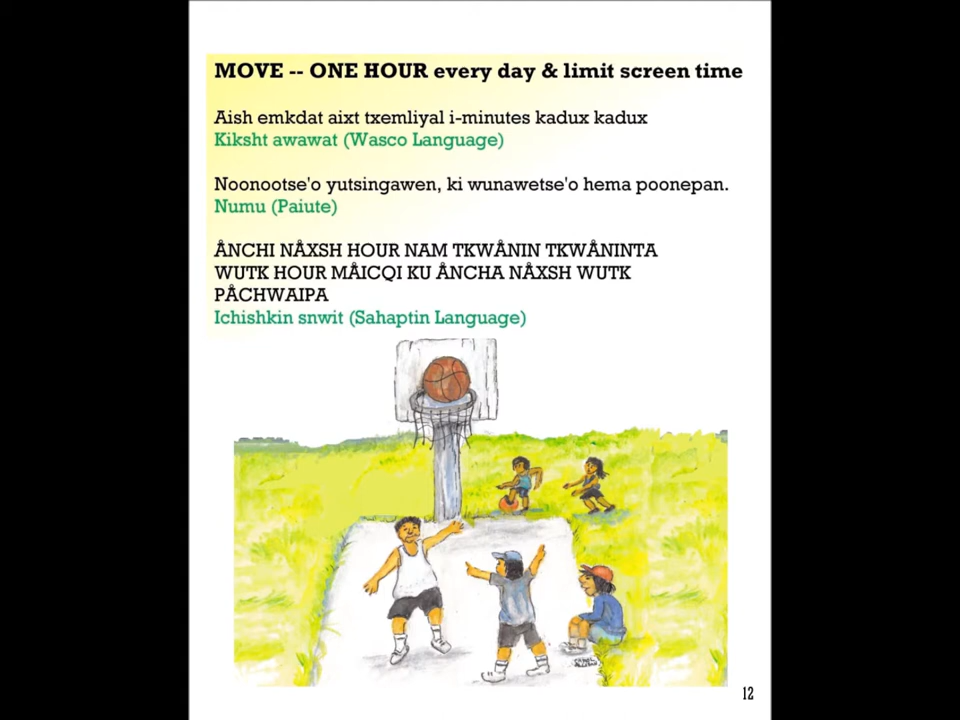 MOVE -- ONE HOUR every day & limit screen time
Aish emkdat aixt txemliyal i-minutes kadux kadux
Kiksht awawat (Wasco Language)
Noonootse'o yutsingawen, ki wunawetse'o hema poonepan.
Numu (Paiute)
ÅNCHI NÅXSH HOUR NAM TKWÅNIN TKWÅNINTA
WUTK HOUR MÅICQI KU ÅNCHA NÅXSH WUTK
PÅCHWAIPA
Ichishkin snwit (Sahaptin Language)
12